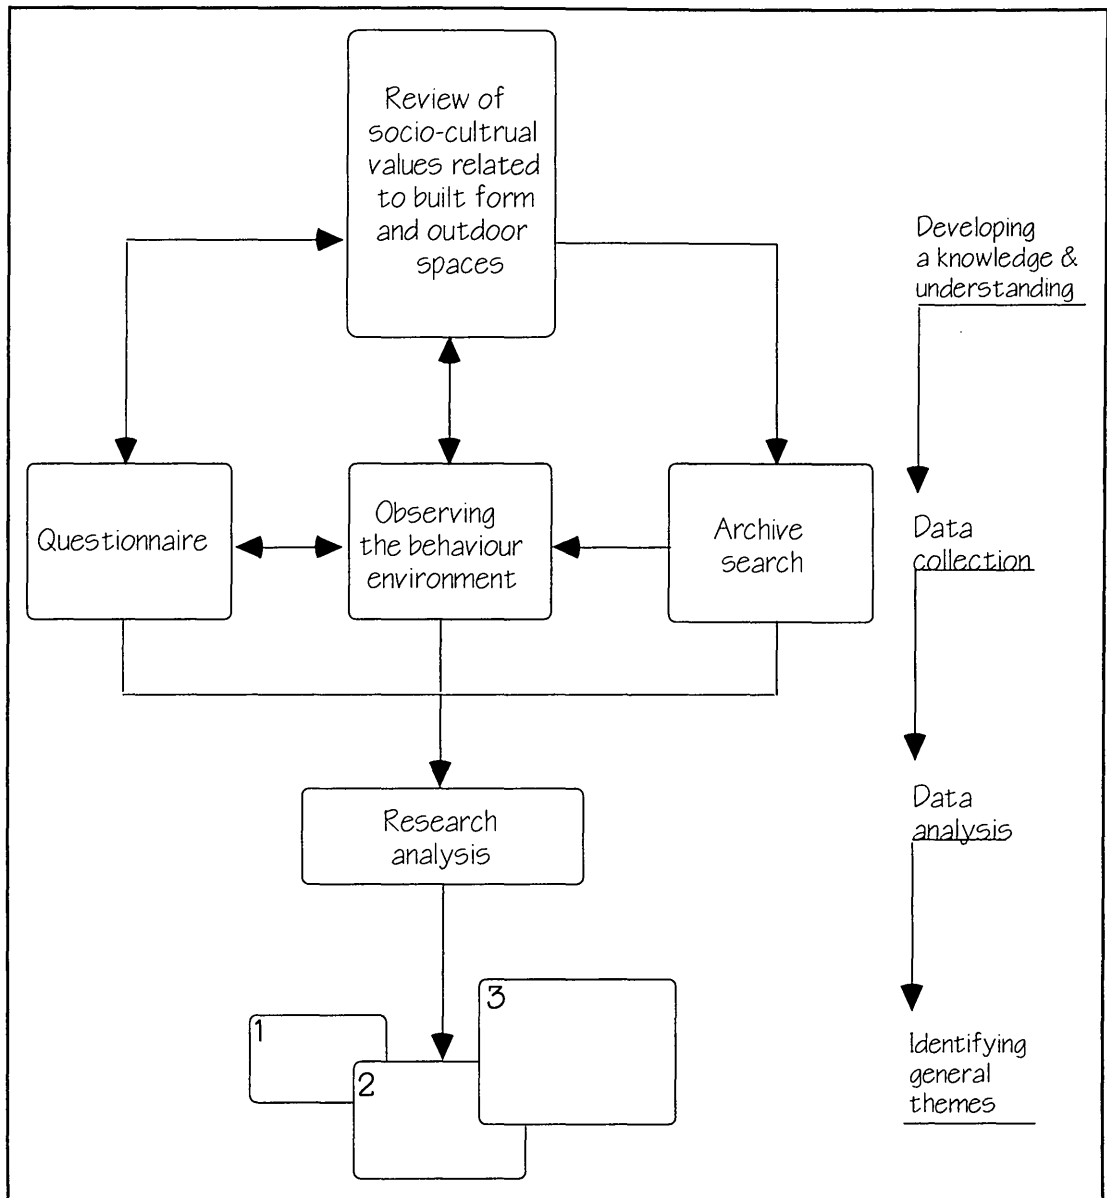 Review of
socio-cultrual
values related
to built form
and outdoor
spaces
Developing
a knowledge &
understanding
Questionnaire
Observing
the behaviour
environment
Archive
search
Data
collection
Research
analysis
Data
analysis
1
2
3
Identifying
general
themes